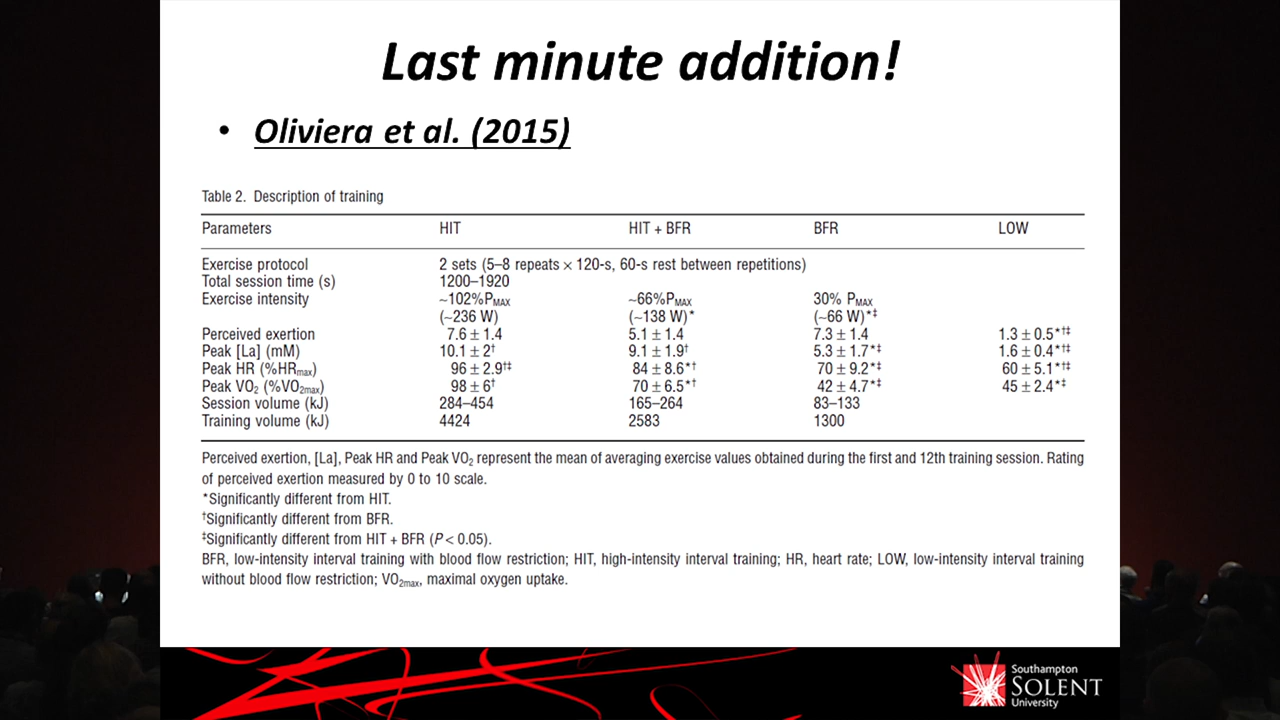 Last minute addition!
• Oliviera et al. (2015)
Table 2. Description of training
Parameters HIT HIT + BFR BFR LOW
Exercise protocol 2 sets (5–8 repeats × 120-s, 60-s rest between repetitions)
Total session time (s) 1200–1920
Exercise intensity ~102%PMAX ~66%PMAX 30% PMAX
(~236 W) (~138 W)* (~66 W)*‡
Perceived exertion 7.6 ± 1.4 5.1 ± 1.4 7.3 ± 1.4 1.3 ± 0.5*†‡
Peak [La] (mM) 10.1 ± 2† 9.1 ± 1.9† 5.3 ± 1.7*‡ 1.6 ± 0.4*†‡
Peak HR (%HRmax) 96 ± 2.9†‡ 84 ± 8.6*† 70 ± 9.2*‡ 60 ± 5.1*†‡
Peak VO2 (%VO2max) 98 ± 6† 70 ± 6.5*† 42 ± 4.7*‡ 45 ± 2.4*‡
Session volume (kJ) 284–454 165–264 83–133
Training volume (kJ) 4424 2583 1300
Perceived exertion, [La], Peak HR and Peak VO2 represent the mean of averaging exercise values obtained during the first and 12th training session. Rating
of perceived exertion measured by 0 to 10 scale.
*Significantly different from HIT.
†Significantly different from BFR.
‡Significantly different from HIT + BFR (P < 0.05).
BFR, low-intensity interval training with blood flow restriction; HIT, high-intensity interval training; HR, heart rate; LOW, low-intensity interval training
without blood flow restriction; VO2max, maximal oxygen uptake.
Southampton
SOLENT
University